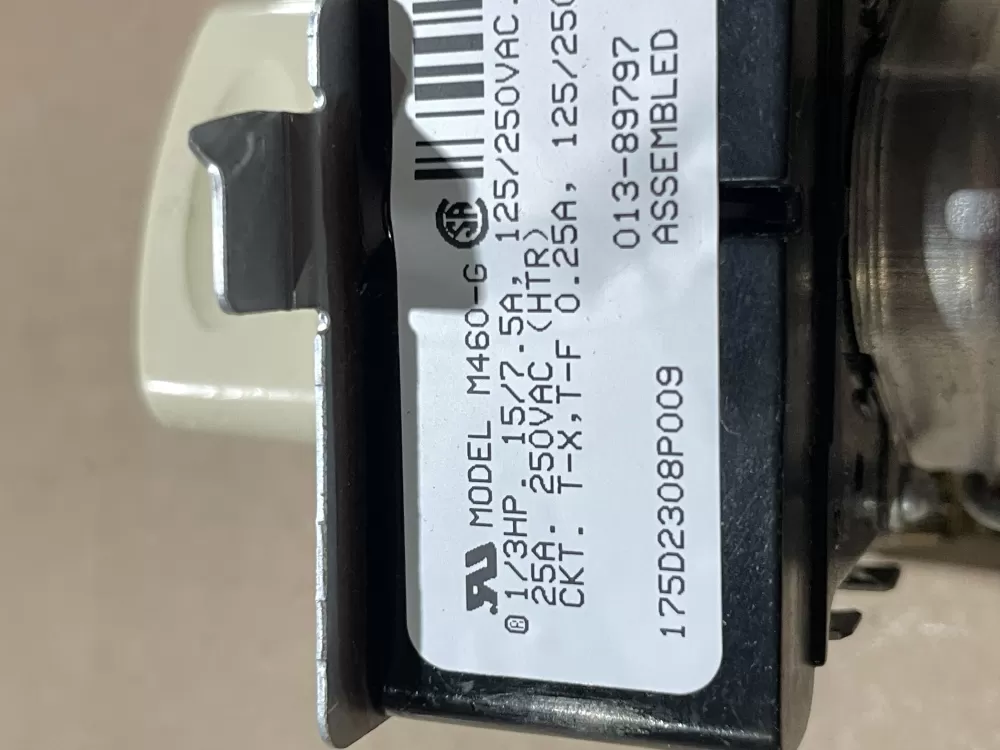 MODEL M460-G SA
1/3HP. 15/7.5A, 125/250VAC.
25A. 250VAC (HTR)
CKT. T-X,T-F 0.25A, 125/250
013-89797
175D2308P009 ASSEMBLED